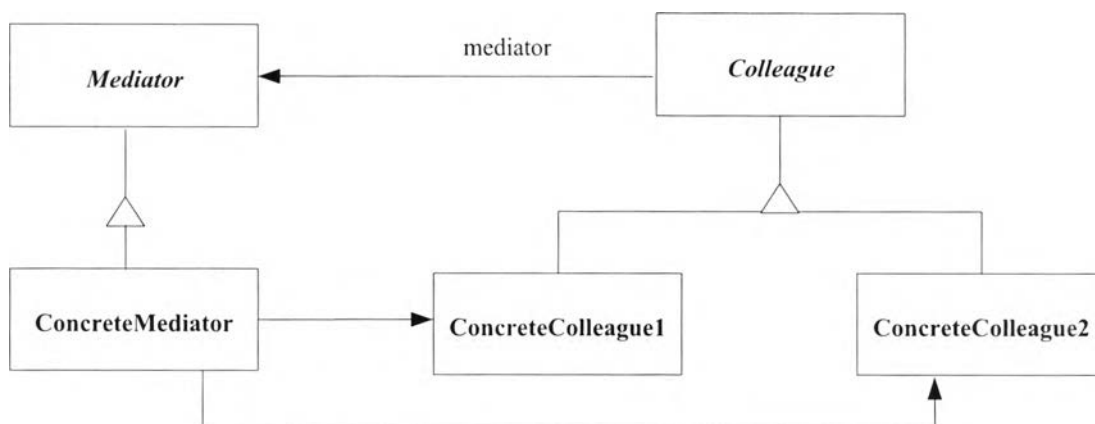 mediator
Mediator
Colleague
ConcreteMediator
ConcreteColleague1
ConcreteColleague2